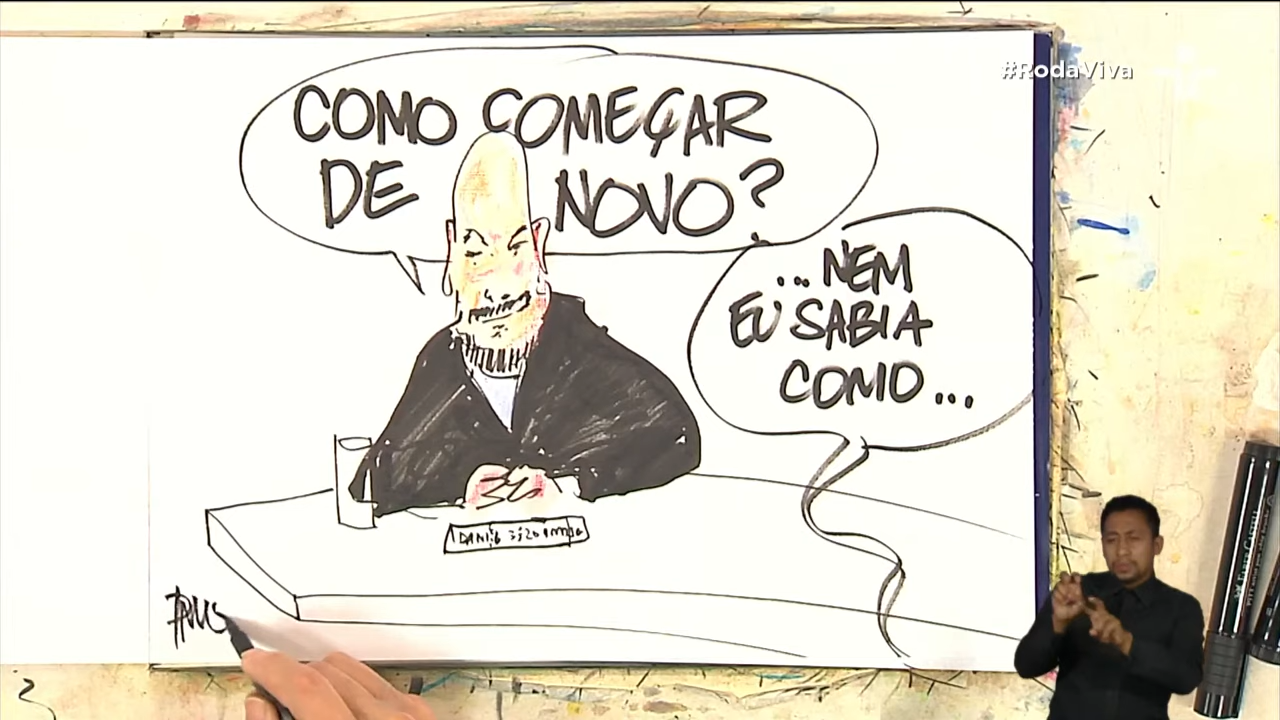 #RodaViva
COMO COMEÇAR
DE NOVO?
...NEM
EU SABIA
COMO...